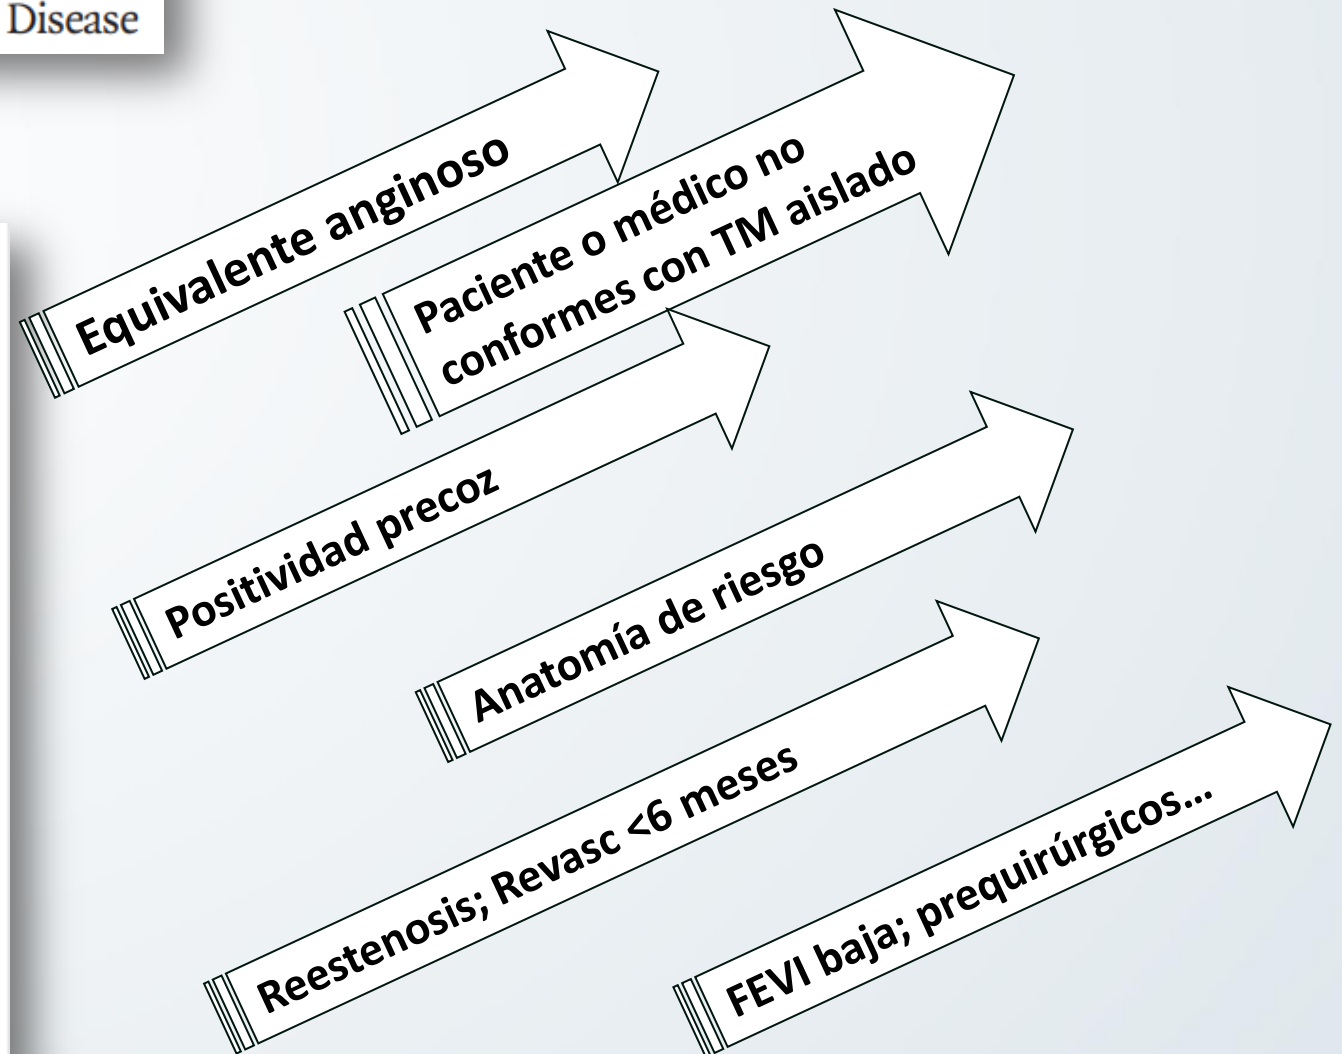 Disease
Equivalente anginoso
Paciente o médico no
conformes con TM aislado
Positividad precoz
Anatomía de riesgo
Reestenosis; Revasc <6 meses
FEVI baja; prequirúrgicos...